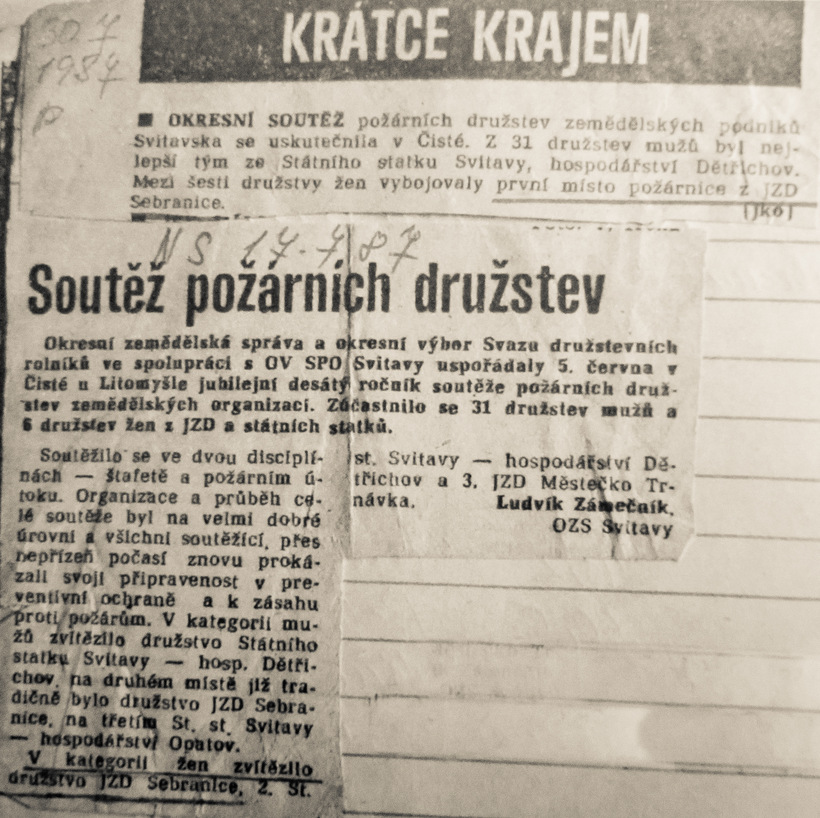 30 7
1987
P
KRÁTCE KRAJEM
■ OKRESNÍ SOUTĚŽ požárních družstev zemědělských podniků
Svitavska se uskutečnila v Čisté. Z 31 družstev mužů byl nej-
lepší tým ze Státního statku Svitavy, hospodářství Dětřichov.
Mezi šesti družstvy žen vybojovaly první místo požárnice z JZD
Sebranice.
(jko)
NS 17.7.87
Soutěž požárních družstev
Okresní zemědělská správa a okresní výbor Svazu družstevních
rolníků ve spolupráci s OV SPO Svitavy uspořádaly 5. června v
Čisté u Litomyšle jubilejní desátý ročník soutěže požárních druž-
stev zemědělských organizací. Zúčastnilo se 31 družstev mužů a
6 družstev žen z JZD a státních statků.
Soutěžilo se ve dvou disciplí-
nách — štafetě a požárním ú-
toku. Organizace a průběh ce-
lé soutěže byl na velmi dobré
úrovni a všichni soutěžící, přes
nepřízeň počasí znovu proká-
zali svoji připravenost v pre-
ventivní ochraně a k zásahu
proti požárům. V kategorii mu-
žů zvítězilo družstvo Státního
statku Svitavy — hosp. Dětři-
chov, na druhém místě již tra-
dičně bylo družstvo JZD Sebra-
nice, na třetím St. st. Svitavy
— hospodářství Opatov.
V kategorii žen zvítězilo
družstvo JZD Sebranice, 2. St.
st. Svitavy — hospodářství Dě-
třichov a 3. JZD Městečko Tr-
návka.
Ludvík Zámečník,
OZS Svitavy